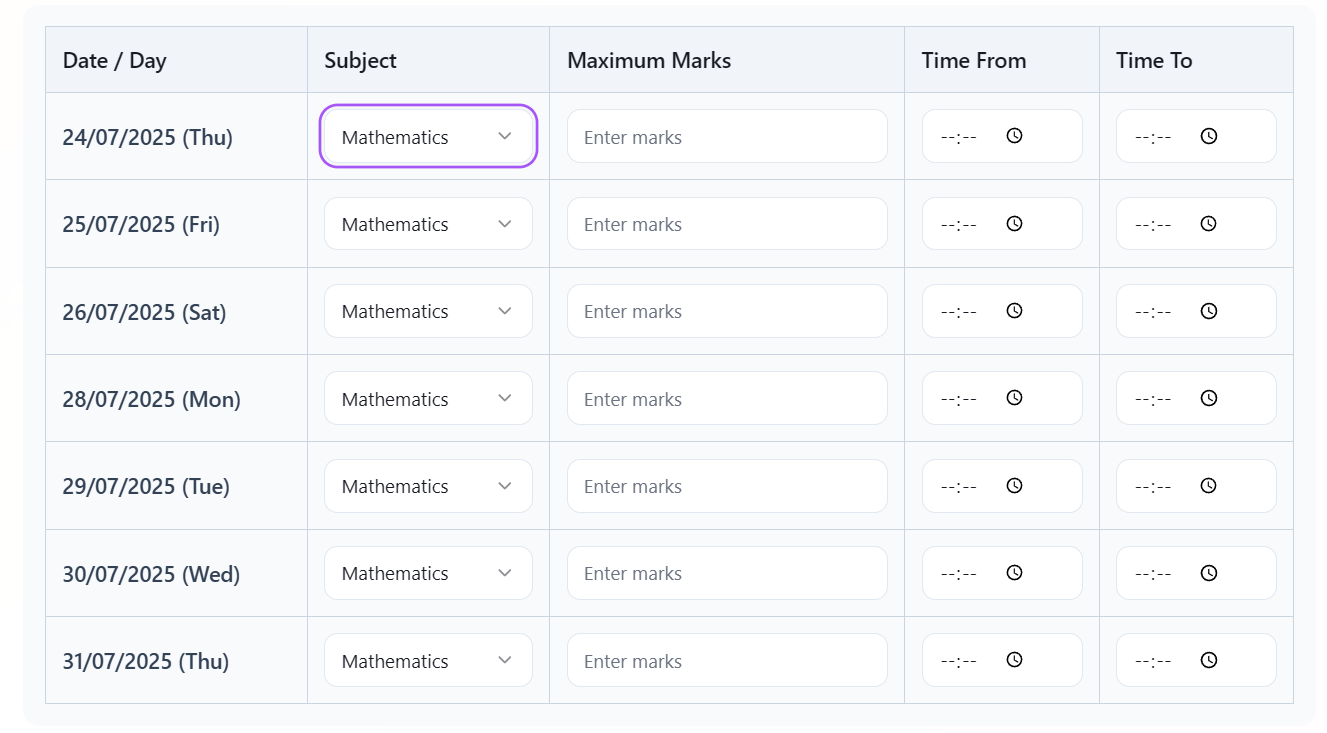 Date / Day Subject Maximum Marks Time From Time To
24/07/2025 (Thu) Mathematics Enter marks --:-- --:--
25/07/2025 (Fri) Mathematics Enter marks --:-- --:--
26/07/2025 (Sat) Mathematics Enter marks --:-- --:--
28/07/2025 (Mon) Mathematics Enter marks --:-- --:--
29/07/2025 (Tue) Mathematics Enter marks --:-- --:--
30/07/2025 (Wed) Mathematics Enter marks --:-- --:--
31/07/2025 (Thu) Mathematics Enter marks --:-- --:--